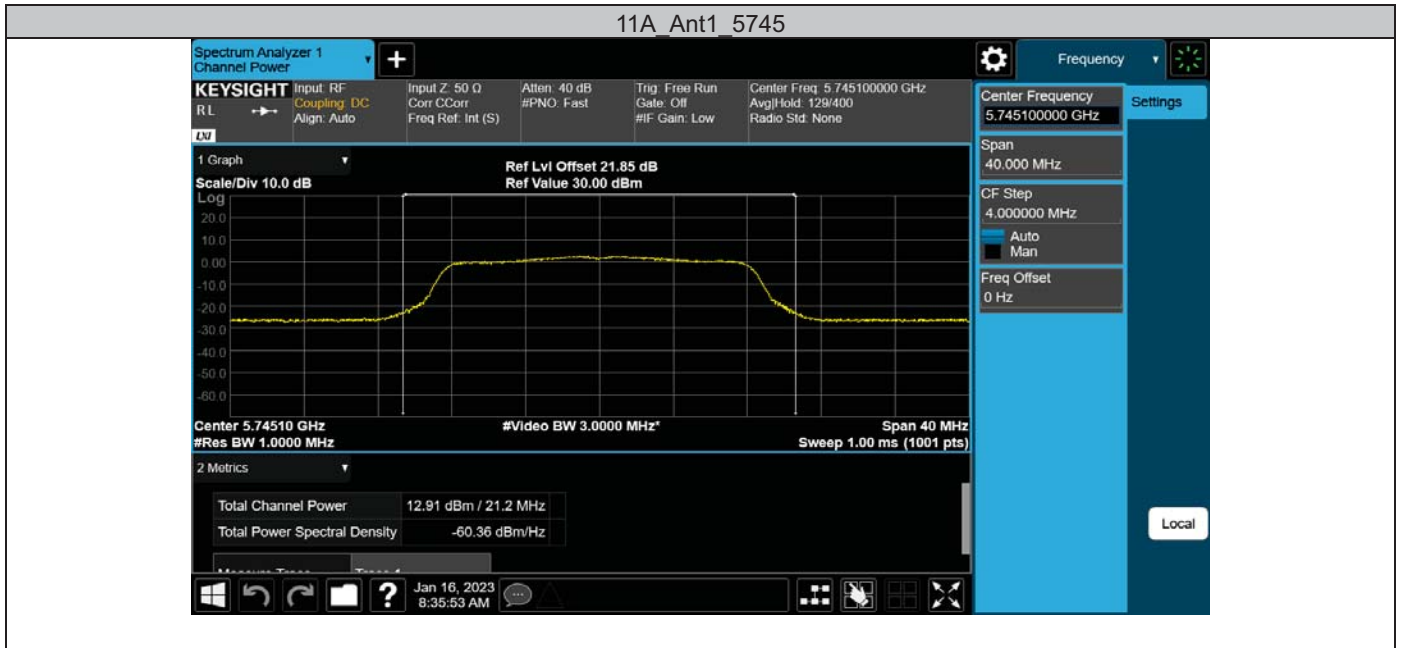 11A_Ant1_5745
Spectrum Analyzer 1
Channel Power
Frequency
KEYSIGHT
RL
LXI
Input: RF
Coupling: DC
Align: Auto
Input Z: 50 Ω
Corr CCorr
Freq Ref: Int (S)
Atten: 40 dB
#PNO: Fast
Trig: Free Run
Gate: Off
#IF Gain: Low
Center Freq: 5.745100000 GHz
Avg|Hold: 129/400
Radio Std: None
Center Frequency
5.745100000 GHz
Settings
Span
40.000 MHz
CF Step
4.000000 MHz
Auto
Man
Freq Offset
0 Hz
Local
1 Graph
Scale/Div 10.0 dB
Ref Lvl Offset 21.85 dB
Ref Value 30.00 dBm
Log
20.0
10.0
0.00
-10.0
-20.0
-30.0
-40.0
-50.0
-60.0
Center 5.74510 GHz
#Res BW 1.0000 MHz
#Video BW 3.0000 MHz*
Span 40 MHz
Sweep 1.00 ms (1001 pts)
2 Metrics
Total Channel Power 12.91 dBm / 21.2 MHz
Total Power Spectral Density -60.36 dBm/Hz
Measure Trace Trace 1
? Jan 16, 2023
8:35:53 AM